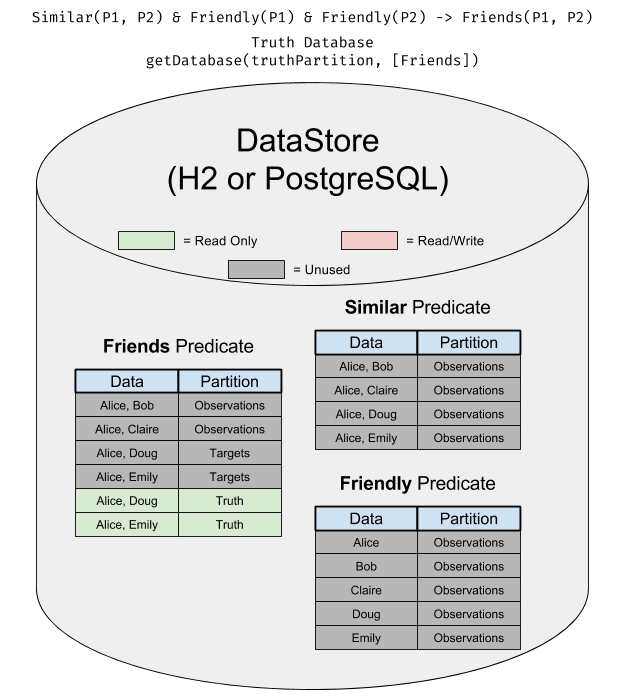 Similar(P1, P2) & Friendly(P1) & Friendly(P2) -> Friends(P1, P2)
Truth Database
getDatabase(truthPartition, [Friends])
DataStore
(H2 or PostgreSQL)
= Read Only
= Read/Write
= Unused
Friends Predicate
Data Partition
Alice, Bob Observations
Alice, Claire Observations
Alice, Doug Targets
Alice, Emily Targets
Alice, Doug Truth
Alice, Emily Truth
Similar Predicate
Data Partition
Alice, Bob Observations
Alice, Claire Observations
Alice, Doug Observations
Alice, Emily Observations
Friendly Predicate
Data Partition
Alice Observations
Bob Observations
Claire Observations
Doug Observations
Emily Observations